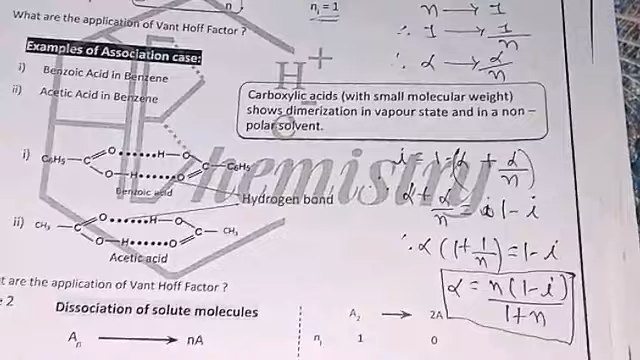 n
nᵢ = 1
n → 1
What are the application of Vant Hoff Factor ?
∴ 1 → 1/n
Examples of Association case:
∴ α → α/n
i) Benzoic Acid in Benzene
ii) Acetic Acid in Benzene
H⁺
Carboxylic acids (with small molecular weight)
shows dimerization in vapour state and in a non –
polar solvent.
hemistry
i) C₆H₅ C O H O C C₆H₅
O H O
Benzoic acid
Hydrogen bond
ii) CH₃ C O H O C CH₃
O H O
Acetic acid
i = 1 = (α + α/n)
α + α/n = 1 - i
∴ α (1 + 1/n) = 1 - i
α = n(1 - i) / 1 + n
at are the application of Vant Hoff Factor ?
2
Dissociation of solute molecules
A₂ → 2A
Aₙ → nA
nᵢ 1 0